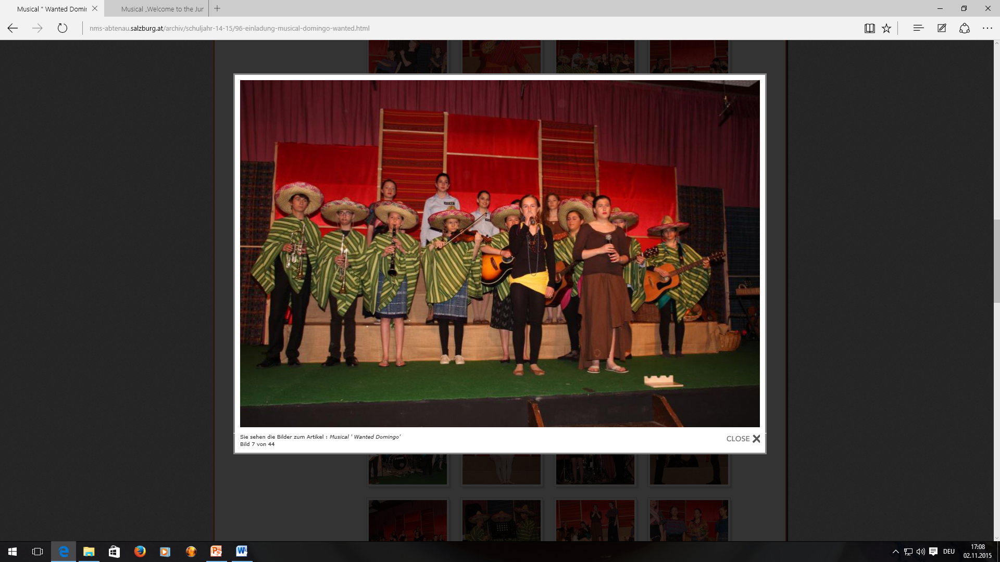 Musical " Wanted Domin
Musical „Welcome to the Jun
nms-abtenau.salzburg.at/archiv/schuljahr-14-15/96-einladung-musical-domingo-wanted.html
Sie sehen die Bilder zum Artikel : Musical ' Wanted Domingo'
Bild 7 von 44
CLOSE
DEU
17:08
02.11.2015